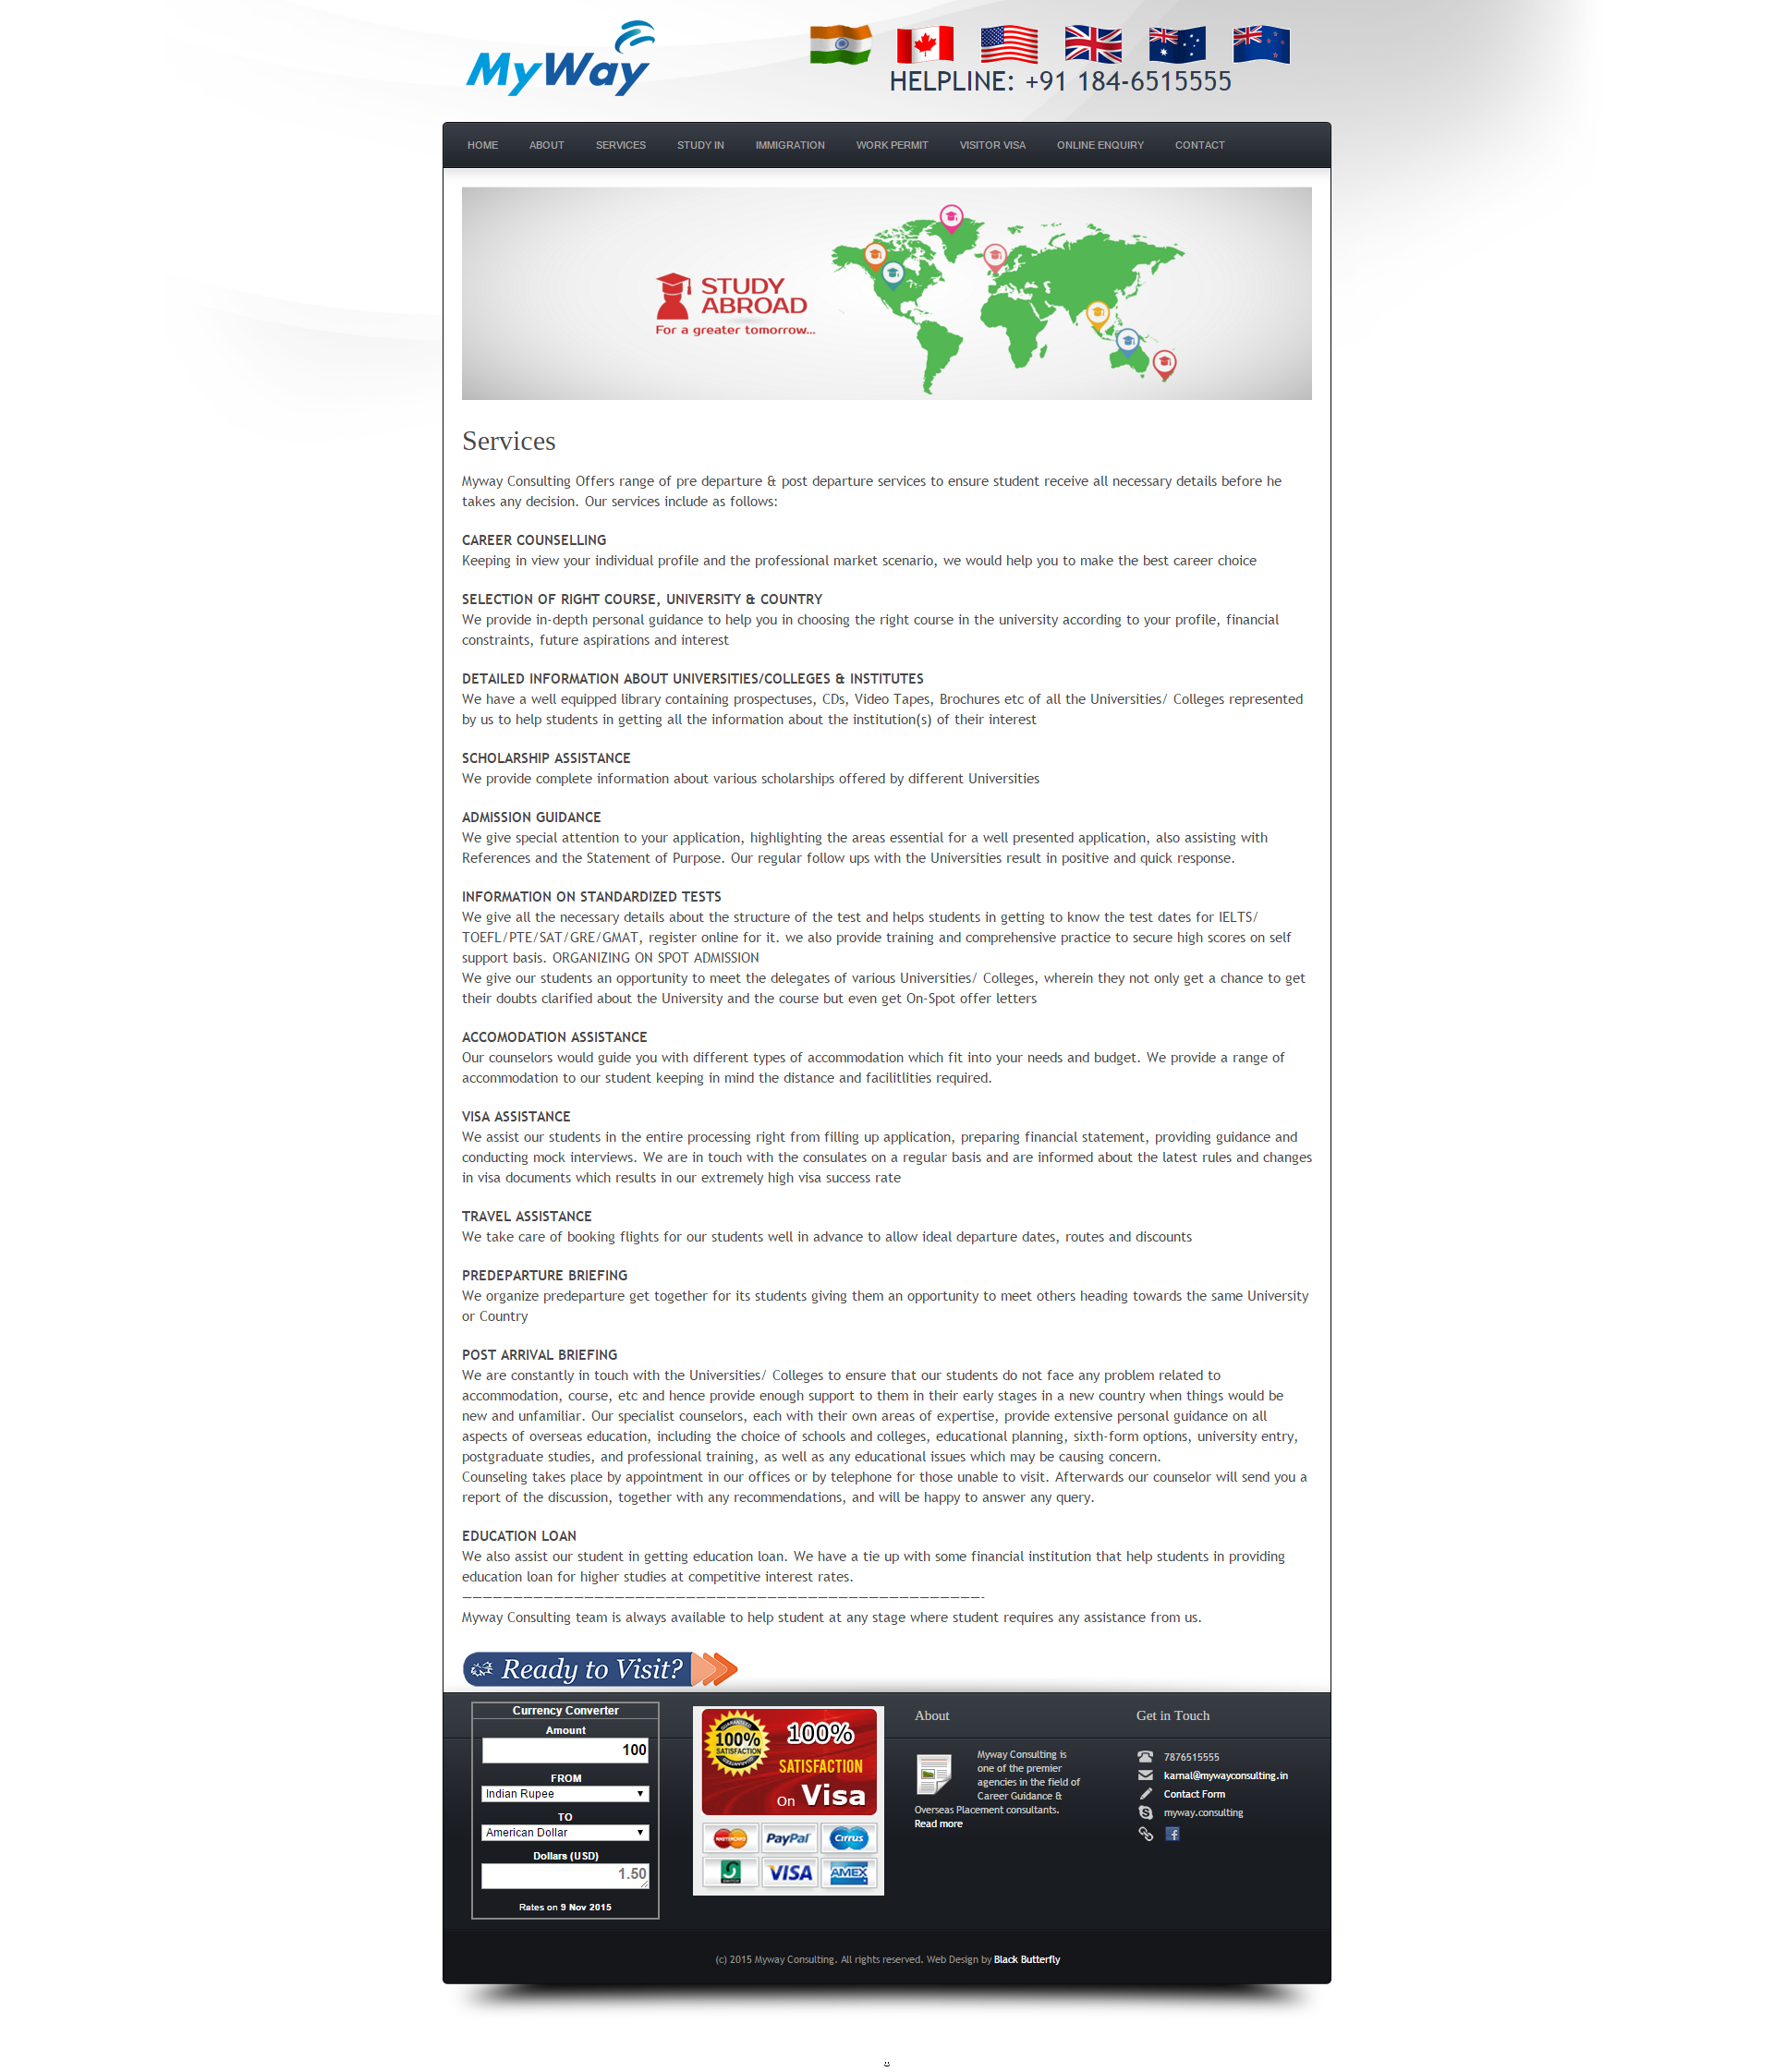 MyWay
HELPLINE: +91 184-6515555
HOME ABOUT SERVICES STUDY IN IMMIGRATION WORK PERMIT VISITOR VISA ONLINE ENQUIRY CONTACT
STUDY
ABROAD
For a greater tomorrow...
Services
Myway Consulting Offers range of pre departure & post departure services to ensure student receive all necessary details before he
takes any decision. Our services include as follows:
CAREER COUNSELLING
Keeping in view your individual profile and the professional market scenario, we would help you to make the best career choice
SELECTION OF RIGHT COURSE, UNIVERSITY & COUNTRY
We provide in-depth personal guidance to help you in choosing the right course in the university according to your profile, financial
constraints, future aspirations and interest
DETAILED INFORMATION ABOUT UNIVERSITIES/COLLEGES & INSTITUTES
We have a well equipped library containing prospectuses, CDs, Video Tapes, Brochures etc of all the Universities/ Colleges represented
by us to help students in getting all the information about the institution(s) of their interest
SCHOLARSHIP ASSISTANCE
We provide complete information about various scholarships offered by different Universities
ADMISSION GUIDANCE
We give special attention to your application, highlighting the areas essential for a well presented application, also assisting with
References and the Statement of Purpose. Our regular follow ups with the Universities result in positive and quick response.
INFORMATION ON STANDARDIZED TESTS
We give all the necessary details about the structure of the test and helps students in getting to know the test dates for IELTS/
TOEFL/PTE/SAT/GRE/GMAT, register online for it. we also provide training and comprehensive practice to secure high scores on self
support basis. ORGANIZING ON SPOT ADMISSION
We give our students an opportunity to meet the delegates of various Universities/ Colleges, wherein they not only get a chance to get
their doubts clarified about the University and the course but even get On-Spot offer letters
ACCOMODATION ASSISTANCE
Our counselors would guide you with different types of accommodation which fit into your needs and budget. We provide a range of
accommodation to our student keeping in mind the distance and facilitlities required.
VISA ASSISTANCE
We assist our students in the entire processing right from filling up application, preparing financial statement, providing guidance and
conducting mock interviews. We are in touch with the consulates on a regular basis and are informed about the latest rules and changes
in visa documents which results in our extremely high visa success rate
TRAVEL ASSISTANCE
We take care of booking flights for our students well in advance to allow ideal departure dates, routes and discounts
PREDEPARTURE BRIEFING
We organize predeparture get together for its students giving them an opportunity to meet others heading towards the same University
or Country
POST ARRIVAL BRIEFING
We are constantly in touch with the Universities/ Colleges to ensure that our students do not face any problem related to
accommodation, course, etc and hence provide enough support to them in their early stages in a new country when things would be
new and unfamiliar. Our specialist counselors, each with their own areas of expertise, provide extensive personal guidance on all
aspects of overseas education, including the choice of schools and colleges, educational planning, sixth-form options, university entry,
postgraduate studies, and professional training, as well as any educational issues which may be causing concern.
Counseling takes place by appointment in our offices or by telephone for those unable to visit. Afterwards our counselor will send you a
report of the discussion, together with any recommendations, and will be happy to answer any query.
EDUCATION LOAN
We also assist our student in getting education loan. We have a tie up with some financial institution that help students in providing
education loan for higher studies at competitive interest rates.
Myway Consulting team is always available to help student at any stage where student requires any assistance from us.
Ready to Visit?
Currency Converter
Amount
100
FROM
Indian Rupee
TO
American Dollar
Dollars (USD)
1.50
Rates on 9 Nov 2015
GUARANTEED
100%
SATISFACTION
100%
SATISFACTION
On Visa
MASTERCARD PayPal Cirrus
VISA AMEX
About
Myway Consulting is
one of the premier
agencies in the field of
Career Guidance &
Overseas Placement consultants.
Read more
Get in Touch
7876515555
karnal@mywayconsulting.in
Contact Form
myway.consulting
(c) 2015 Myway Consulting. All rights reserved. Web Design by Black Butterfly